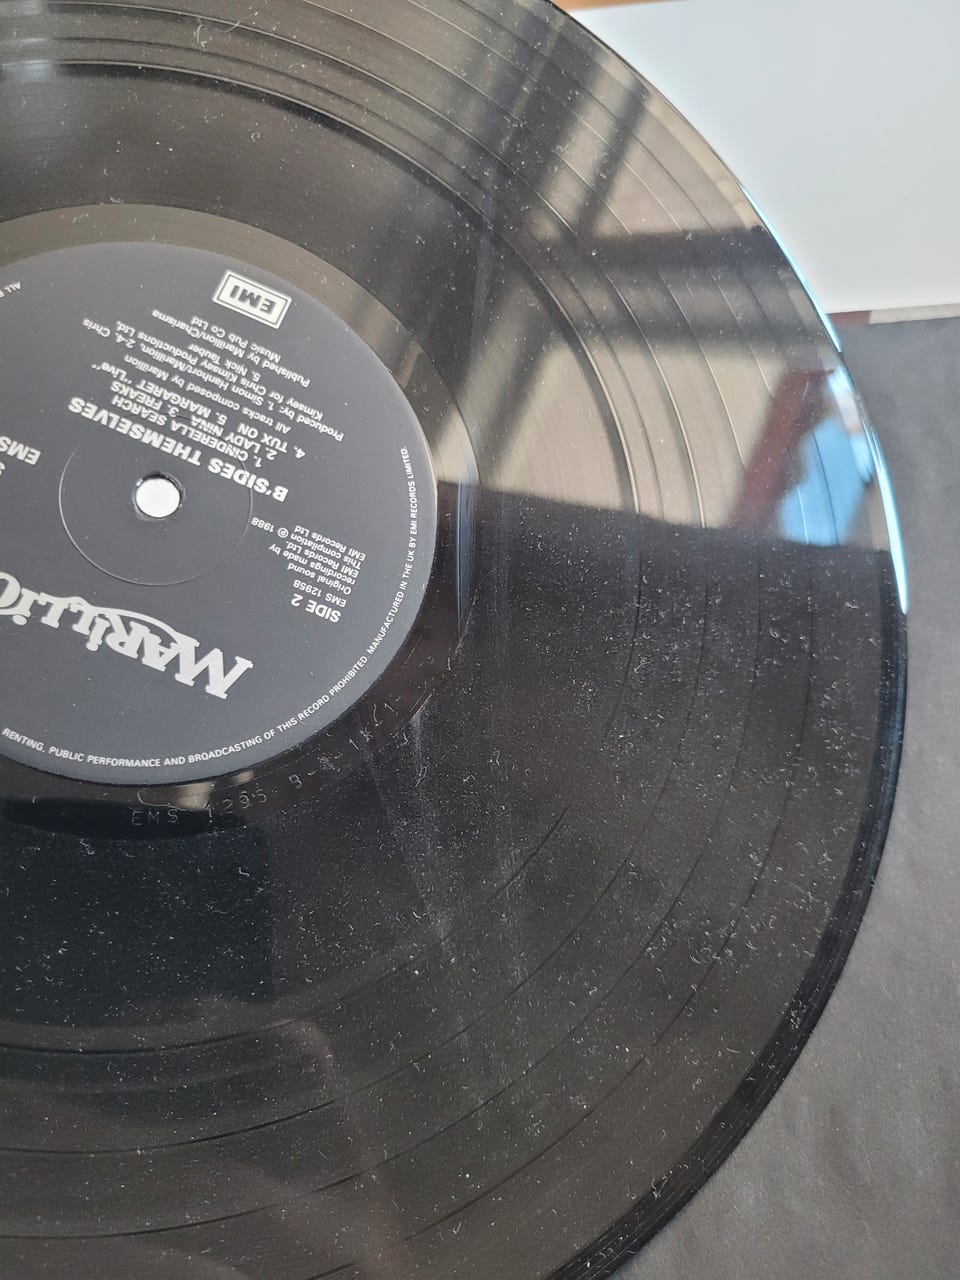 MARILLIO
SIDE 2
EMS 1295B
Original sound
recordings made by
EMI Records Ltd.
This compilation ℗ 1988
EMI Records Ltd
EMS
B'SIDES THEMSELVES
1. CINDERELLA SEARCH
2. LADY NINA 3. FREAKS
4. TUX ON 5. MARGARET "Live"
All tracks composed by Marillion
Produced by: 1. Simon Hanhart/Marillion, 2-4. Chris
Kimsey for Chris Kimsey Productions Ltd,
5. Nick Tauber
Published by Marillion/Charisma
Music Pub Co Ltd
EMI
ALL
RENTING, PUBLIC PERFORMANCE AND BROADCASTING OF THIS RECORD PROHIBITED. MANUFACTURED IN THE UK BY EMI RECORDS LIMITED.
EMS 1295 B